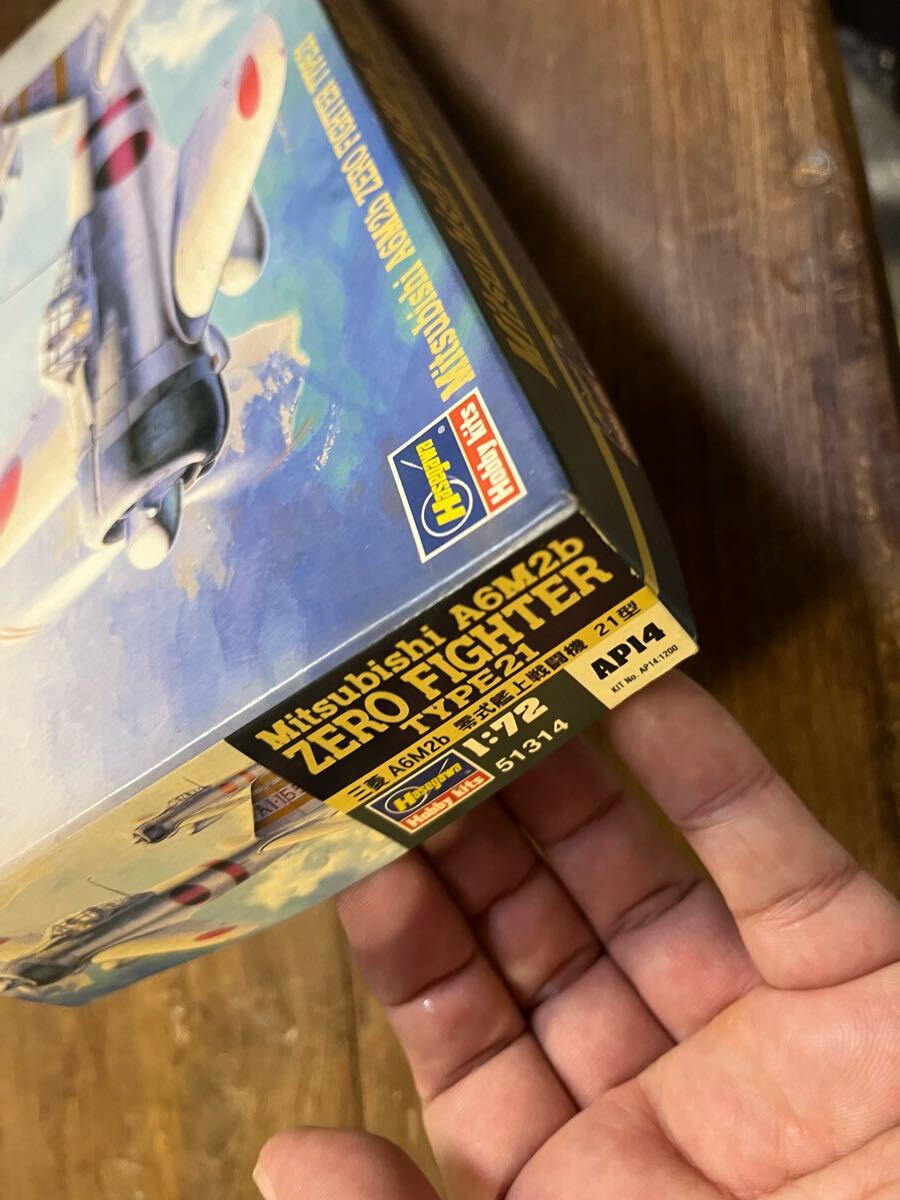 Mitsubishi A6M2b ZERO FIGHTER TYPE21
Hasegawa®
Hobby kits
Mitsubishi A6M2b
ZERO FIGHTER
TYPE21
三菱 A6M2b 零式艦上戦闘機 21型
Hasegawa
Hobby kits
1:72
51314
AP14
KIT No. AP14:1200